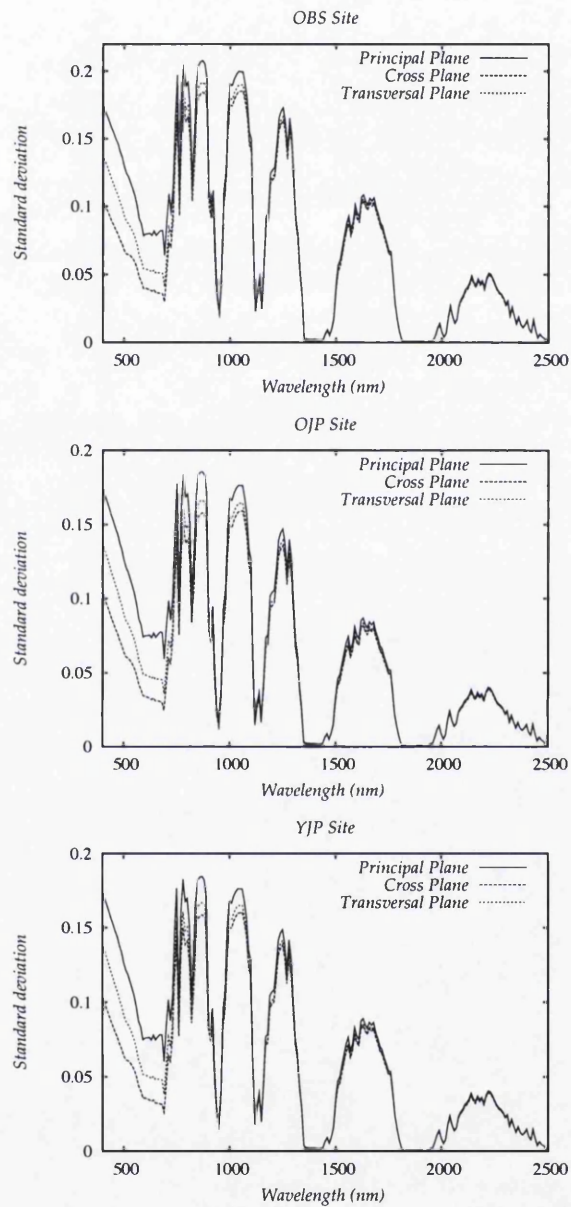 OBS Site
Principal Plane
Cross Plane
Transversal Plane
0.2
0.15
0.1
0.05
0
Standard deviation
500
1000
1500
2000
2500
Wavelength (nm)
OJP Site
Principal Plane
Cross Plane
Transversal Plane
0.2
0.15
0.1
0.05
0
Standard deviation
500
1000
1500
2000
2500
Wavelength (nm)
YJP Site
Principal Plane
Cross Plane
Transversal Plane
0.2
0.15
0.1
0.05
0
Standard deviation
500
1000
1500
2000
2500
Wavelength (nm)